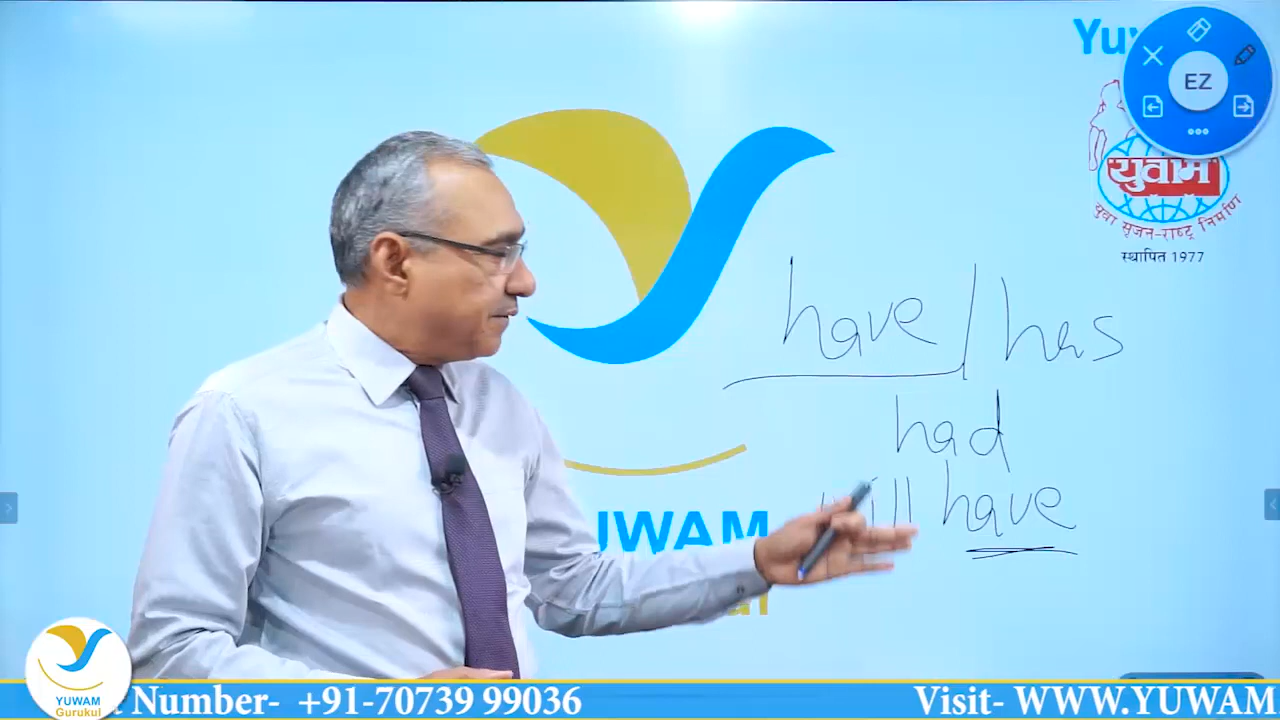 Yuv
EZ
युवाम
युवा सृजन-राष्ट्र निर्माण
स्थापित 1977
have/has
had
will have
YUWAM
YUWAM
Gurukul
t Number- +91-70739 99036
Visit- WWW.YUWAM